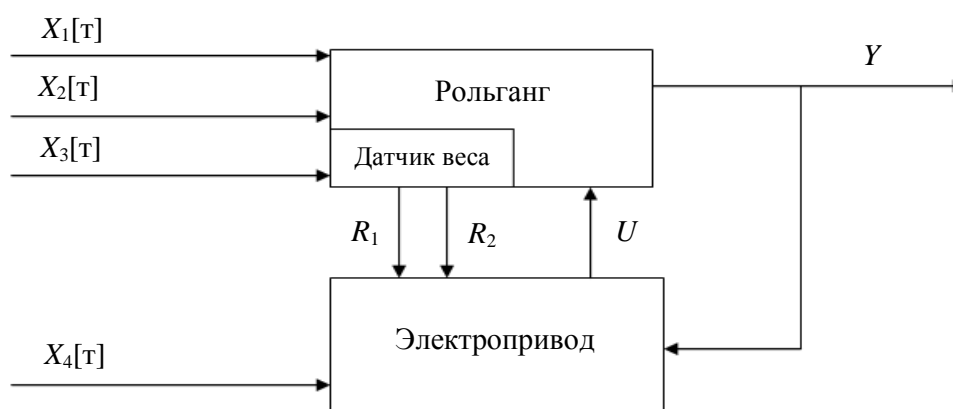 X₁[т]
Y
X₂[т]
Рольганг
X₃[т]
Датчик веса
R₁
R₂
U
X₄[т]
Электропривод